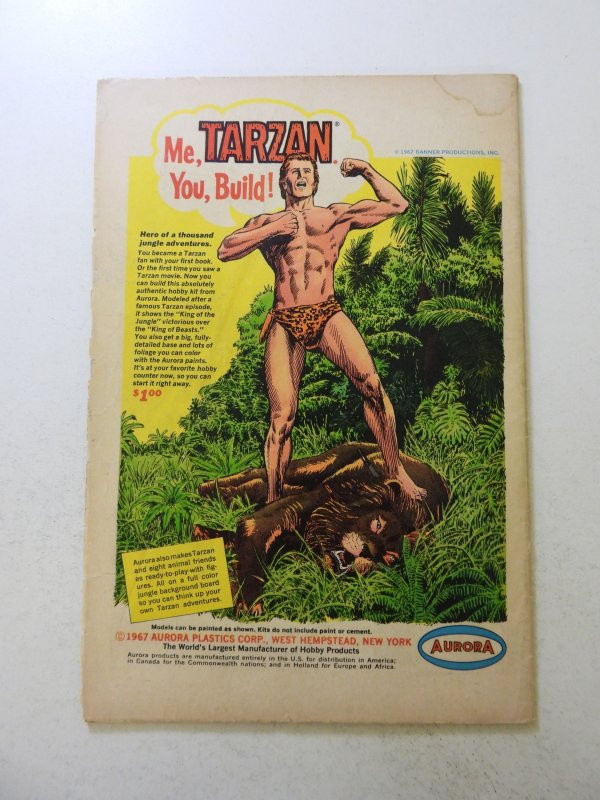 Me, TARZAN®.
You, Build!
© 1967 BANNER PRODUCTIONS, INC.
Hero of a thousand
jungle adventures.
You became a Tarzan
fan with your first book.
Or the first time you saw a
Tarzan movie. Now you
can build this absolutely
authentic hobby kit from
Aurora. Modeled after a
famous Tarzan episode,
it shows the "King of the
Jungle" victorious over
the "King of Beasts."
You also get a big, fully-
detailed base and lots of
foliage you can color
with the Aurora paints.
It's at your favorite hobby
counter now, so you can
start it right away.
$1.00
Aurora also makes Tarzan
and eight animal friends
as ready-to-play-with fig-
ures. All on a full color
jungle background board
so you can think up your
own Tarzan adventures.
Models can be painted as shown. Kits do not include paint or cement.
© 1967 AURORA PLASTICS CORP., WEST HEMPSTEAD, NEW YORK
The World's Largest Manufacturer of Hobby Products
Aurora products are manufactured entirely in the U.S. for distribution in America;
in Canada for the Commonwealth nations; and in Holland for Europe and Africa.
AURORA